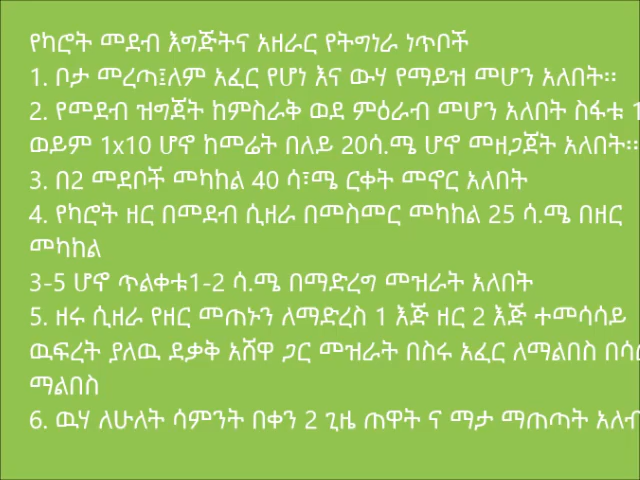 የካሮት መደብ እግጅትና አዘራር የትግነራ ነጥቦች
1. ቦታ መረጣ፤ለም አፈር የሆነ እና ውሃ የማይዝ መሆን አለበት።
2. የመደብ ዝግጀት ከምስራቅ ወደ ምዕራብ መሆን አለበት ስፋቱ 1
ወይም 1x10 ሆኖ ከመሬት በለይ 20ሳ.ሜ ሆኖ መዘጋጀት አለበት።
3. በ2 መደቦች መካከል 40 ሳ፣ሜ ርቀት መኖር አለበት
4. የካሮት ዘር በመደብ ሲዘራ በመስመር መካከል 25 ሳ.ሜ በዘር
መካከል
3-5 ሆኖ ጥልቀቱ1-2 ሳ.ሜ በማድረግ መዝራት አለበት
5. ዘሩ ሲዘራ የዘር መጠኑን ለማድረስ 1 እጅ ዘር 2 እጅ ተመሳሳይ
ዉፍረት ያለዉ ደቃቅ አሸዋ ጋር መዝራት በስሩ አፈር ለማልበስ
ማልበስ
6. ዉሃ ለሁለት ሳምንት በቀን 2 ጊዜ ጠዋት ና ማታ ማጠጣት